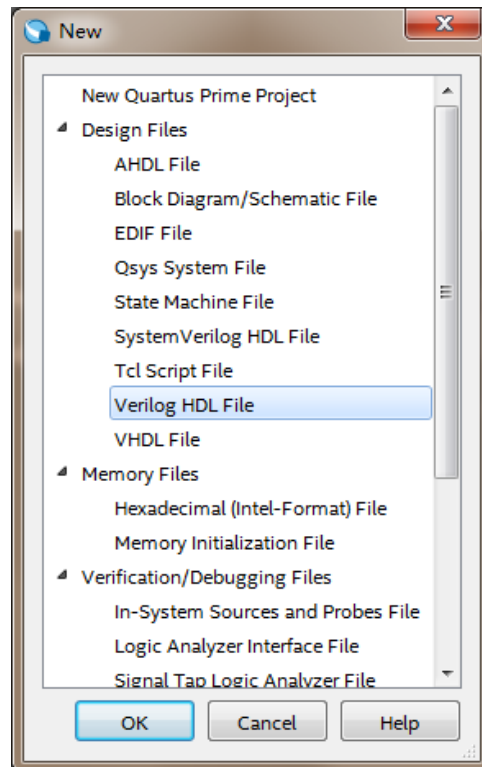 New
New Quartus Prime Project
Design Files
AHDL File
Block Diagram/Schematic File
EDIF File
Qsys System File
State Machine File
SystemVerilog HDL File
Tcl Script File
Verilog HDL File
VHDL File
Memory Files
Hexadecimal (Intel-Format) File
Memory Initialization File
Verification/Debugging Files
In-System Sources and Probes File
Logic Analyzer Interface File
Signal Tap Logic Analyzer File
OK Cancel Help